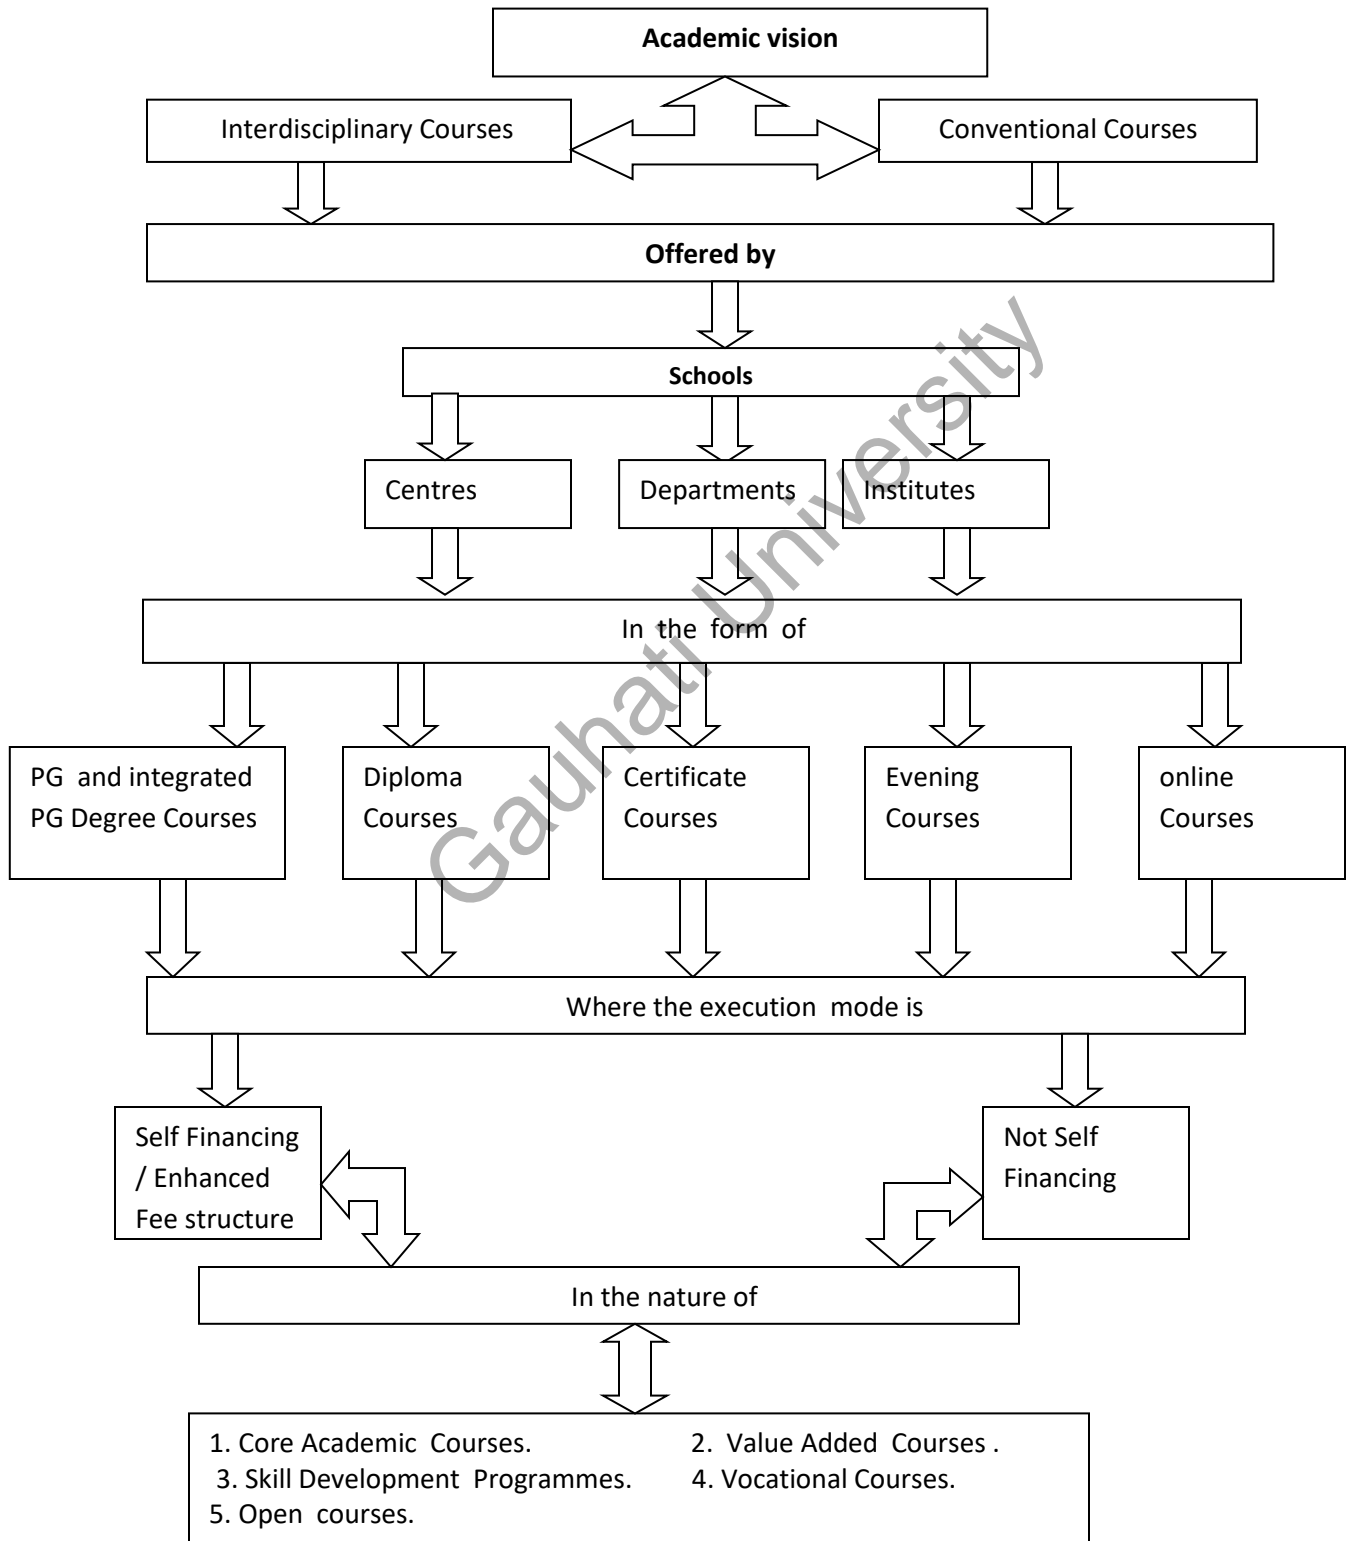 Academic vision
Interdisciplinary Courses
Conventional Courses
Offered by
Schools
Centres
Departments
Institutes
In the form of
PG and integrated
PG Degree Courses
Diploma
Courses
Certificate
Courses
Evening
Courses
online
Courses
Where the execution mode is
Self Financing
/ Enhanced
Fee structure
Not Self
Financing
In the nature of
1. Core Academic Courses.
2. Value Added Courses .
3. Skill Development Programmes.
4. Vocational Courses.
5. Open courses.
Gauhati University